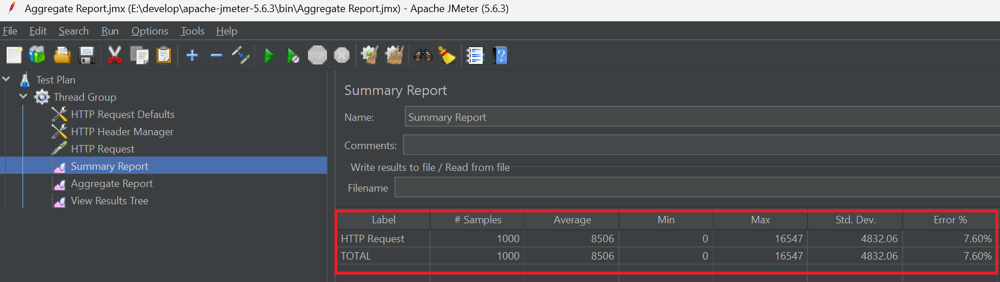 Aggregate Report.jmx (E:\develop\apache-jmeter-5.6.3\bin\Aggregate Report.jmx) - Apache JMeter (5.6.3)
File Edit Search Run Options Tools Help
STOP
Test Plan
Thread Group
HTTP Request Defaults
HTTP Header Manager
HTTP Request
Summary Report
Aggregate Report
View Results Tree
Summary Report
Name: Summary Report
Comments:
Write results to file / Read from file
Filename
Label # Samples Average Min Max Std. Dev. Error %
HTTP Request 1000 8506 0 16547 4832.06 7.60%
TOTAL 1000 8506 0 16547 4832.06 7.60%